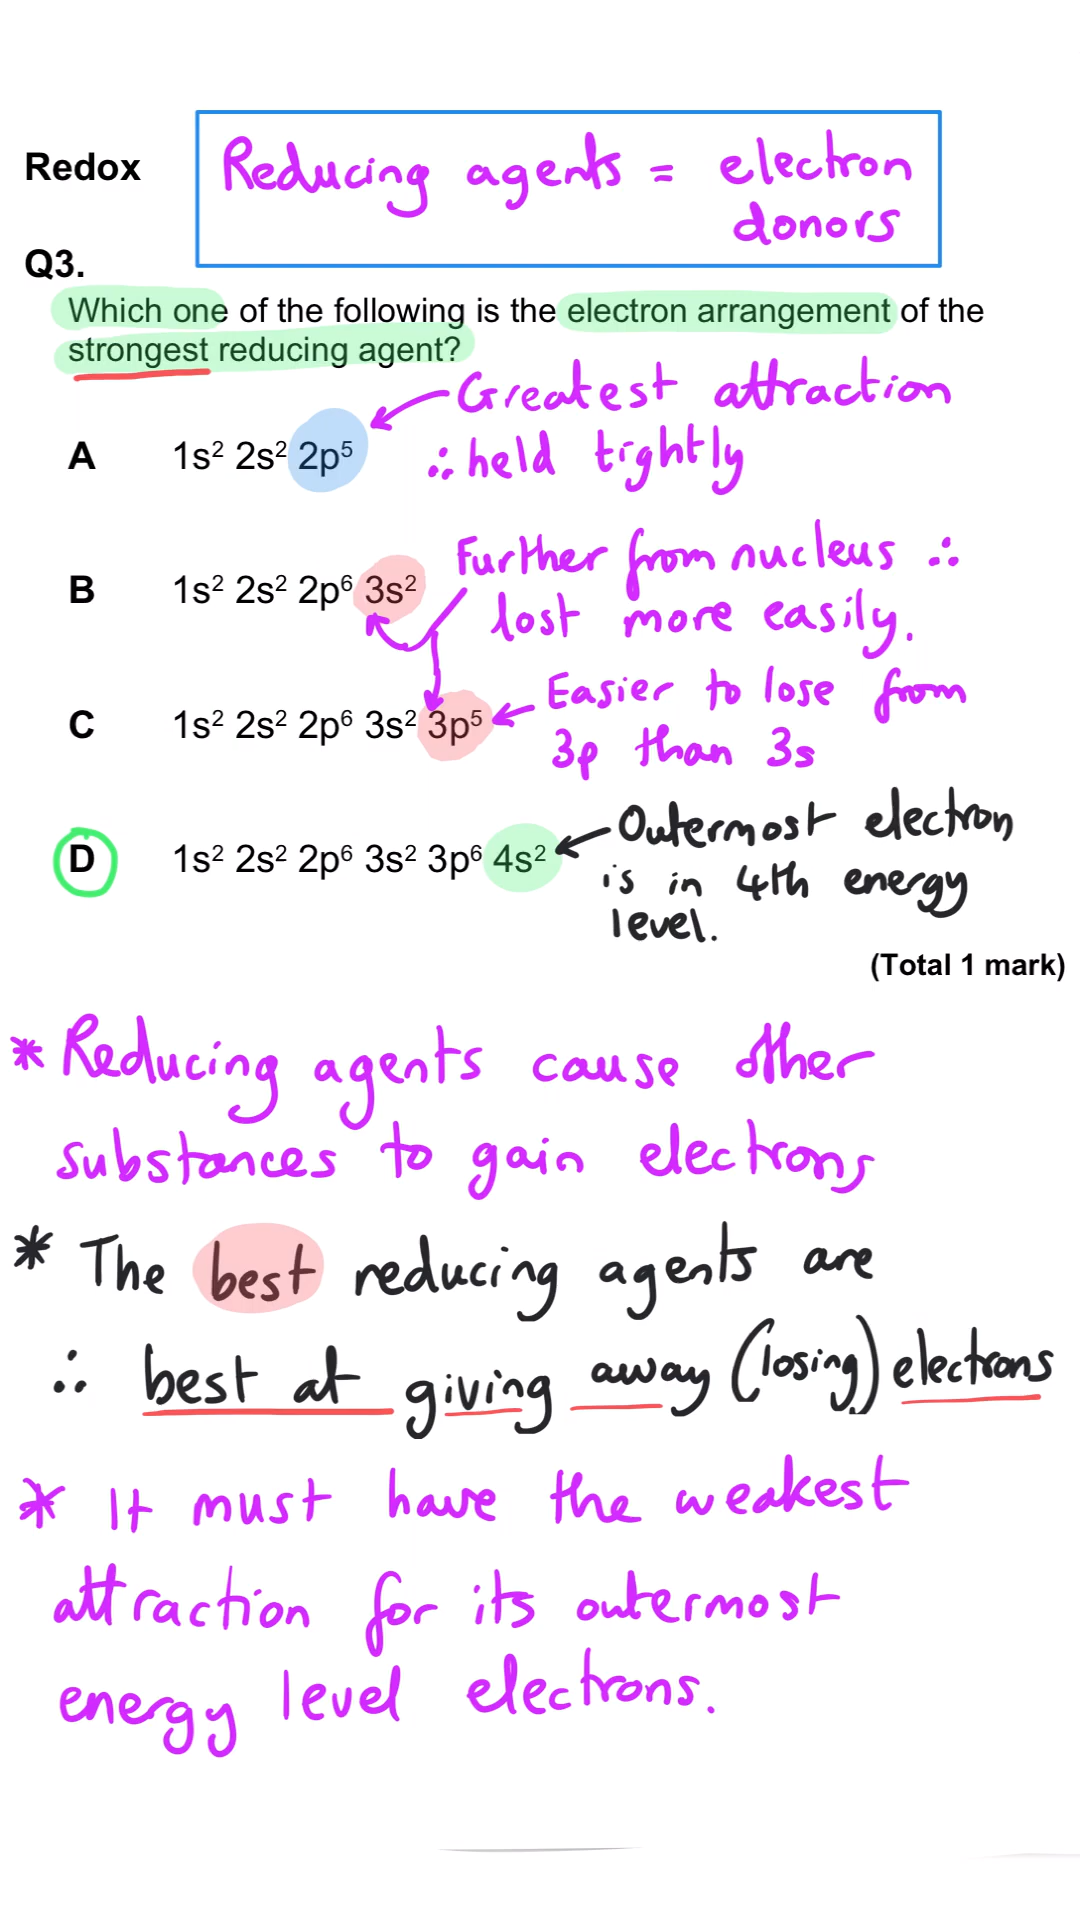 Redox
Reducing agents = electron
donors
Q3.
Which one of the following is the electron arrangement of the
strongest reducing agent?
Greatest attraction
A 1s² 2s² 2p⁵ ∴ held tightly
Further from nucleus ∴
B 1s² 2s² 2p⁶ 3s² lost more easily.
Easier to lose from
C 1s² 2s² 2p⁶ 3s² 3p⁵ 3p than 3s
Outermost electron
D 1s² 2s² 2p⁶ 3s² 3p⁶ 4s² is in 4th energy
level.
(Total 1 mark)
* Reducing agents cause other
substances to gain electrons
* The best reducing agents are
∴ best at giving away (losing) electrons
* It must have the weakest
attraction for its outermost
energy level electrons.